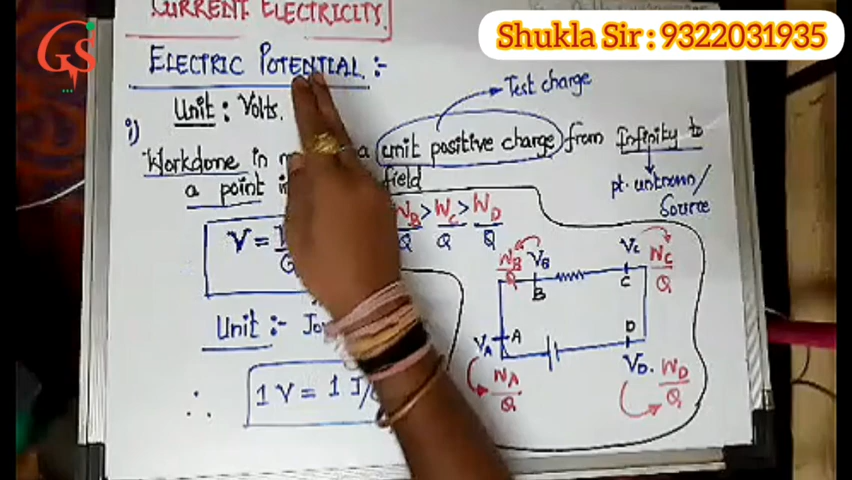 CURRENT ELECTRICITY.
Shukla Sir : 9322031935
GS
ELECTRIC POTENTIAL :-
Test charge
Unit : Volts.
i)
Workdone in a unit positive charge from Infinity to
a point field
pt. unknown/
Source
V =
W_B/Q > W_C/Q > W_D/Q
W_B/Q V_B
V_C W_C/Q
B C
Unit :-
V_A A D
V_D. W_D/Q
W_A/Q
∴ 1 V = 1 J/